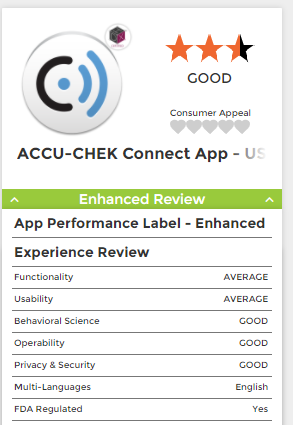 GOOD
Consumer Appeal
ACCU-CHEK Connect App - US
Enhanced Review
App Performance Label - Enhanced
Experience Review
Functionality AVERAGE
Usability AVERAGE
Behavioral Science GOOD
Operability GOOD
Privacy & Security GOOD
Multi-Languages English
FDA Regulated Yes